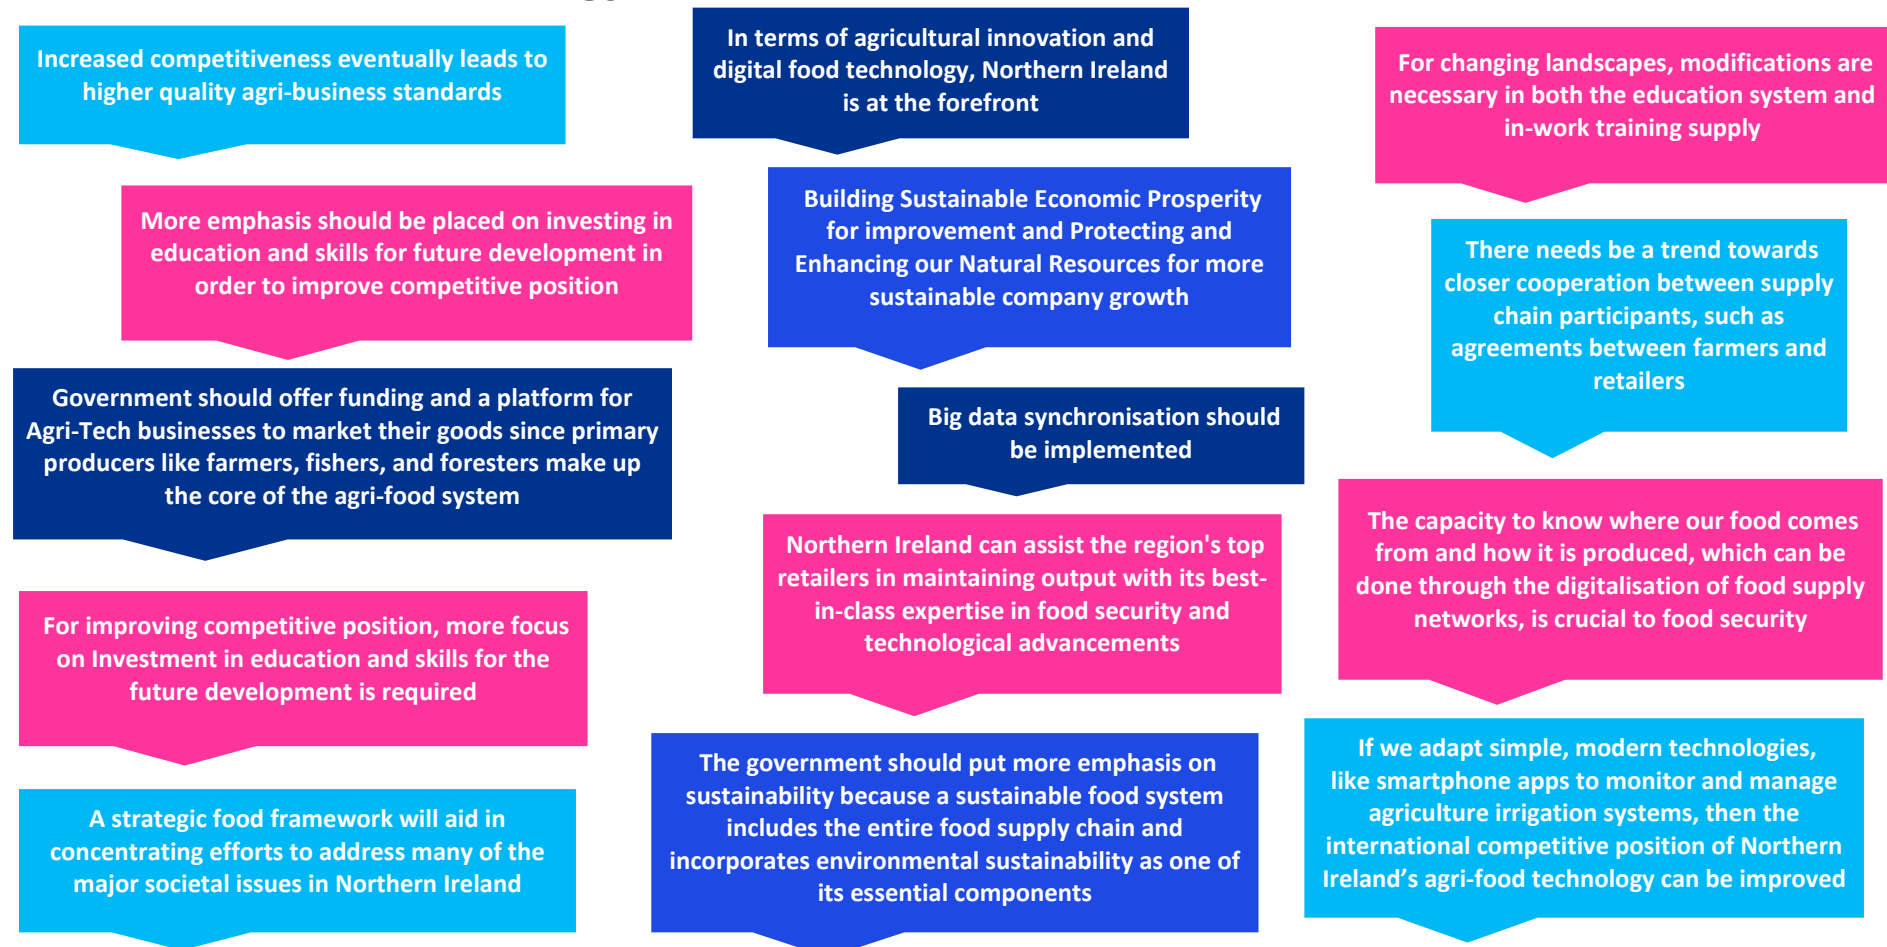 Increased competitiveness eventually leads to
higher quality agri-business standards
More emphasis should be placed on investing in
education and skills for future development in
order to improve competitive position
Government should offer funding and a platform for
Agri-Tech businesses to market their goods since primary
producers like farmers, fishers, and foresters make up
the core of the agri-food system
For improving competitive position, more focus
on Investment in education and skills for the
future development is required
A strategic food framework will aid in
concentrating efforts to address many of the
major societal issues in Northern Ireland
In terms of agricultural innovation and
digital food technology, Northern Ireland
is at the forefront
Building Sustainable Economic Prosperity
for improvement and Protecting and
Enhancing our Natural Resources for more
sustainable company growth
Big data synchronisation should
be implemented
Northern Ireland can assist the region's top
retailers in maintaining output with its best-
in-class expertise in food security and
technological advancements
The government should put more emphasis on
sustainability because a sustainable food system
includes the entire food supply chain and
incorporates environmental sustainability as one of
its essential components
For changing landscapes, modifications are
necessary in both the education system and
in-work training supply
There needs be a trend towards
closer cooperation between supply
chain participants, such as
agreements between farmers and
retailers
The capacity to know where our food comes
from and how it is produced, which can be
done through the digitalisation of food supply
networks, is crucial to food security
If we adapt simple, modern technologies,
like smartphone apps to monitor and manage
agriculture irrigation systems, then the
international competitive position of Northern
Ireland’s agri-food technology can be improved